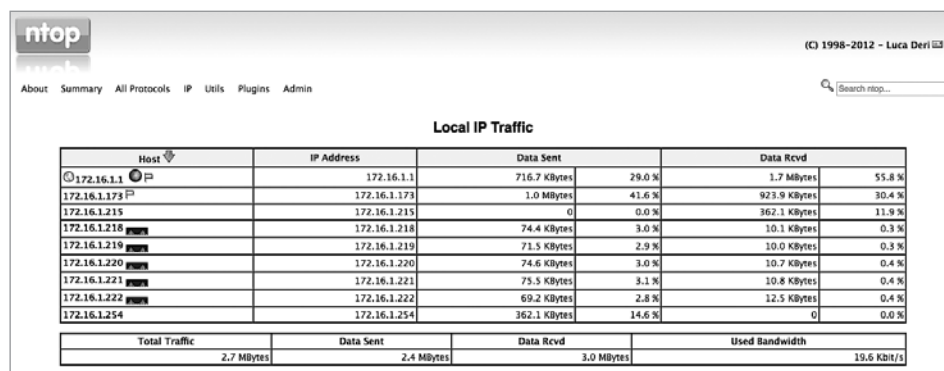 ntop
(C) 1998-2012 - Luca Deri
About Summary All Protocols IP Utils Plugins Admin
Search ntop...
Local IP Traffic
Host IP Address Data Sent Data Rcvd
172.16.1.1 172.16.1.1 716.7 KBytes 29.0 % 1.7 MBytes 55.8 %
172.16.1.173 172.16.1.173 1.0 MBytes 41.6 % 923.9 KBytes 30.4 %
172.16.1.215 172.16.1.215 0 0.0 % 362.1 KBytes 11.9 %
172.16.1.218 172.16.1.218 74.4 KBytes 3.0 % 10.1 KBytes 0.3 %
172.16.1.219 172.16.1.219 71.5 KBytes 2.9 % 10.0 KBytes 0.3 %
172.16.1.220 172.16.1.220 74.6 KBytes 3.0 % 10.7 KBytes 0.4 %
172.16.1.221 172.16.1.221 75.5 KBytes 3.1 % 10.8 KBytes 0.4 %
172.16.1.222 172.16.1.222 69.2 KBytes 2.8 % 12.5 KBytes 0.4 %
172.16.1.254 172.16.1.254 362.1 KBytes 14.6 % 0 0.0 %
Total Traffic Data Sent Data Rcvd Used Bandwidth
2.7 MBytes 2.4 MBytes 3.0 MBytes 19.6 Kbit/s